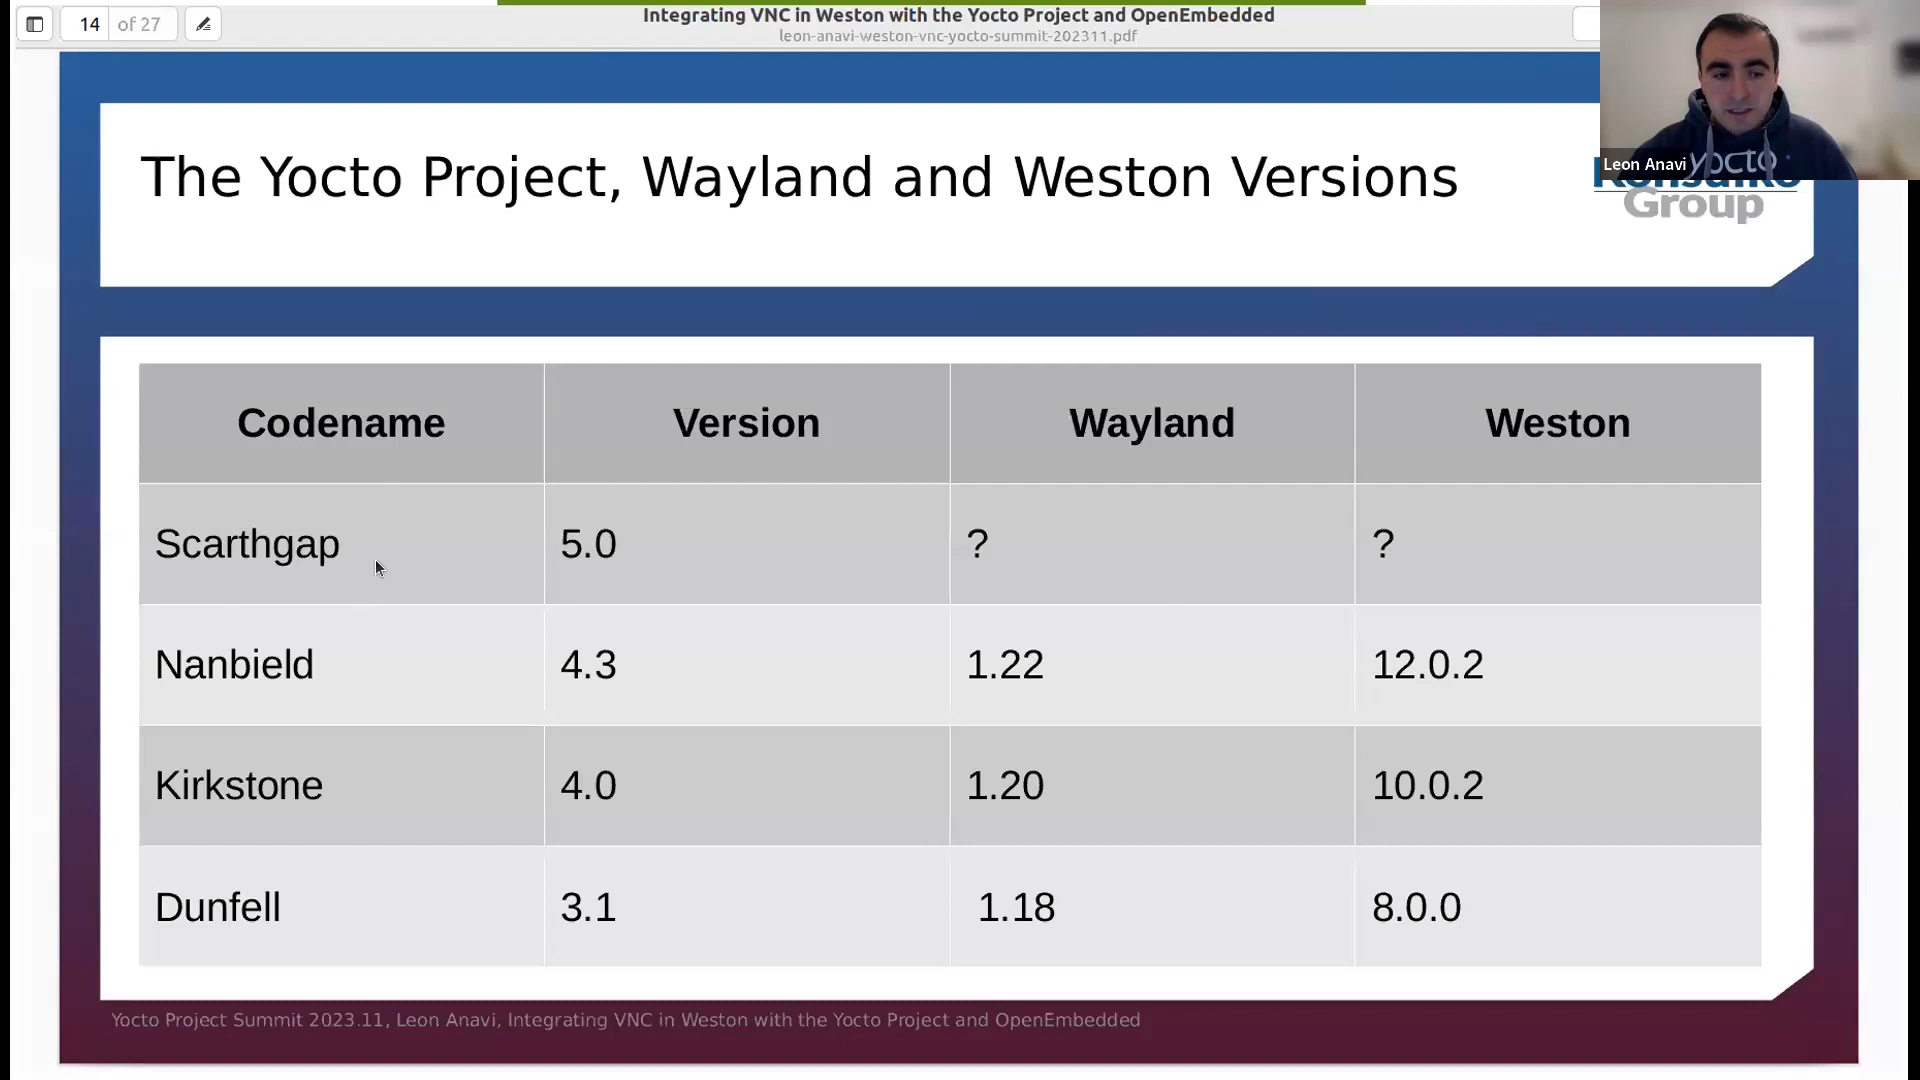 14 of 27
Integrating VNC in Weston with the Yocto Project and OpenEmbedded
leon-anavi-weston-vnc-yocto-summit-202311.pdf
The Yocto Project, Wayland and Weston Versions
yocto
Leon Anavi
Group
Codename Version Wayland Weston
Scarthgap 5.0 ? ?
Nanbield 4.3 1.22 12.0.2
Kirkstone 4.0 1.20 10.0.2
Dunfell 3.1 1.18 8.0.0
Yocto Project Summit 2023.11, Leon Anavi, Integrating VNC in Weston with the Yocto Project and OpenEmbedded